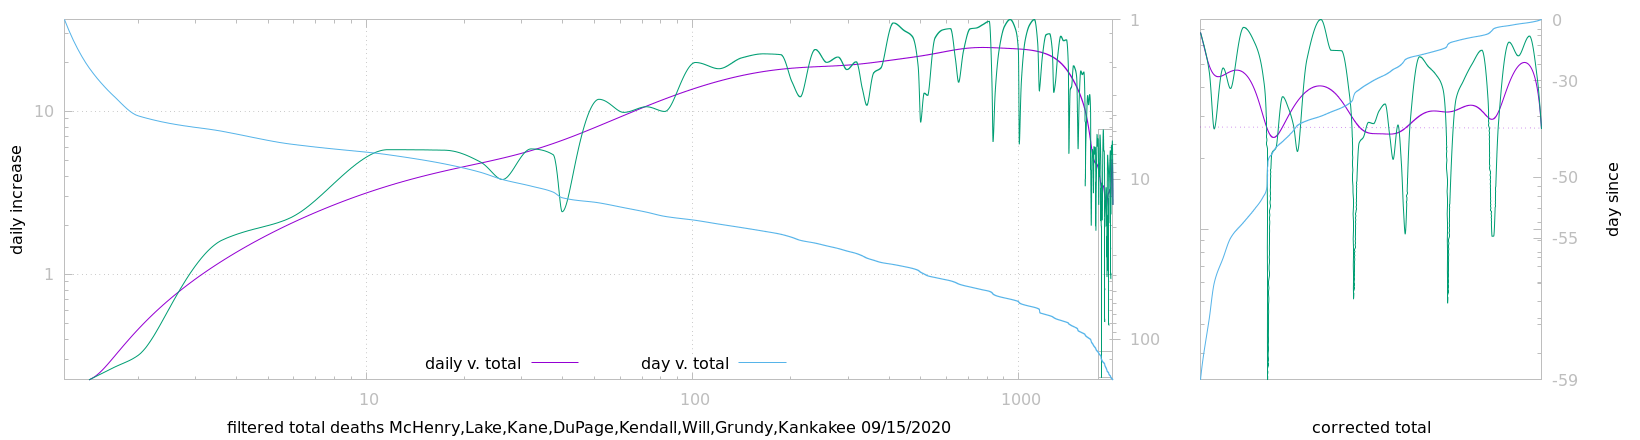 daily increase
10
1
1
10
100
daily v. total
day v. total
10
100
1000
filtered total deaths McHenry,Lake,Kane,DuPage,Kendall,Will,Grundy,Kankakee 09/15/2020
0
-30
-50
-55
-59
day since
corrected total